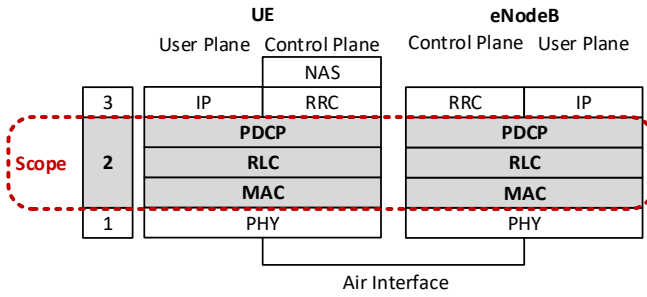 UE eNodeB
User Plane Control Plane Control Plane User Plane
NAS
3 IP RRC RRC IP
PDCP PDCP
Scope 2 RLC RLC
MAC MAC
1 PHY PHY
Air Interface